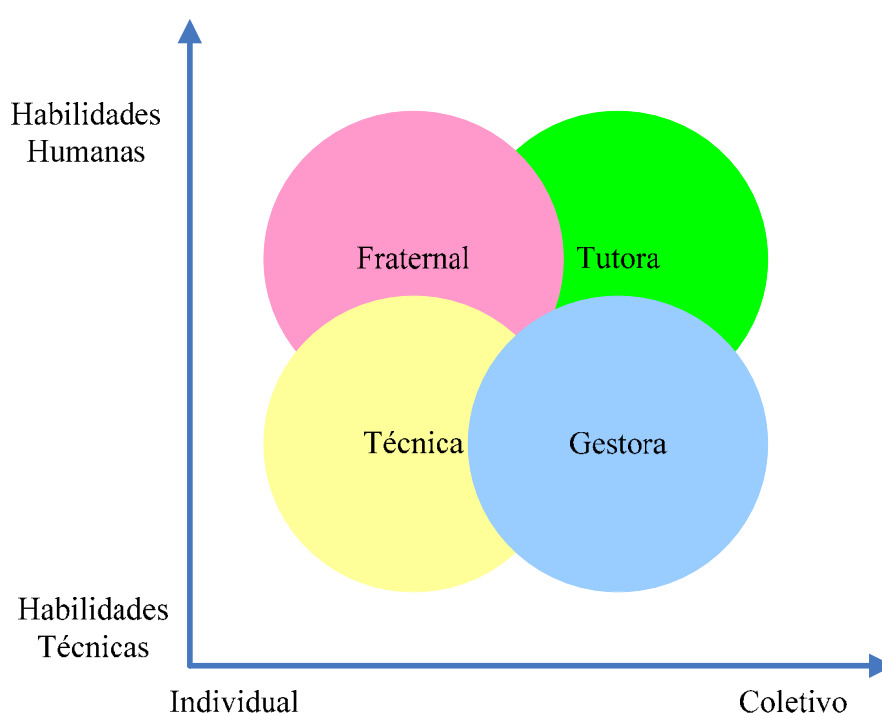 Habilidades
Humanas
Fraternal
Tutora
Técnica
Gestora
Habilidades
Técnicas
Individual
Coletivo